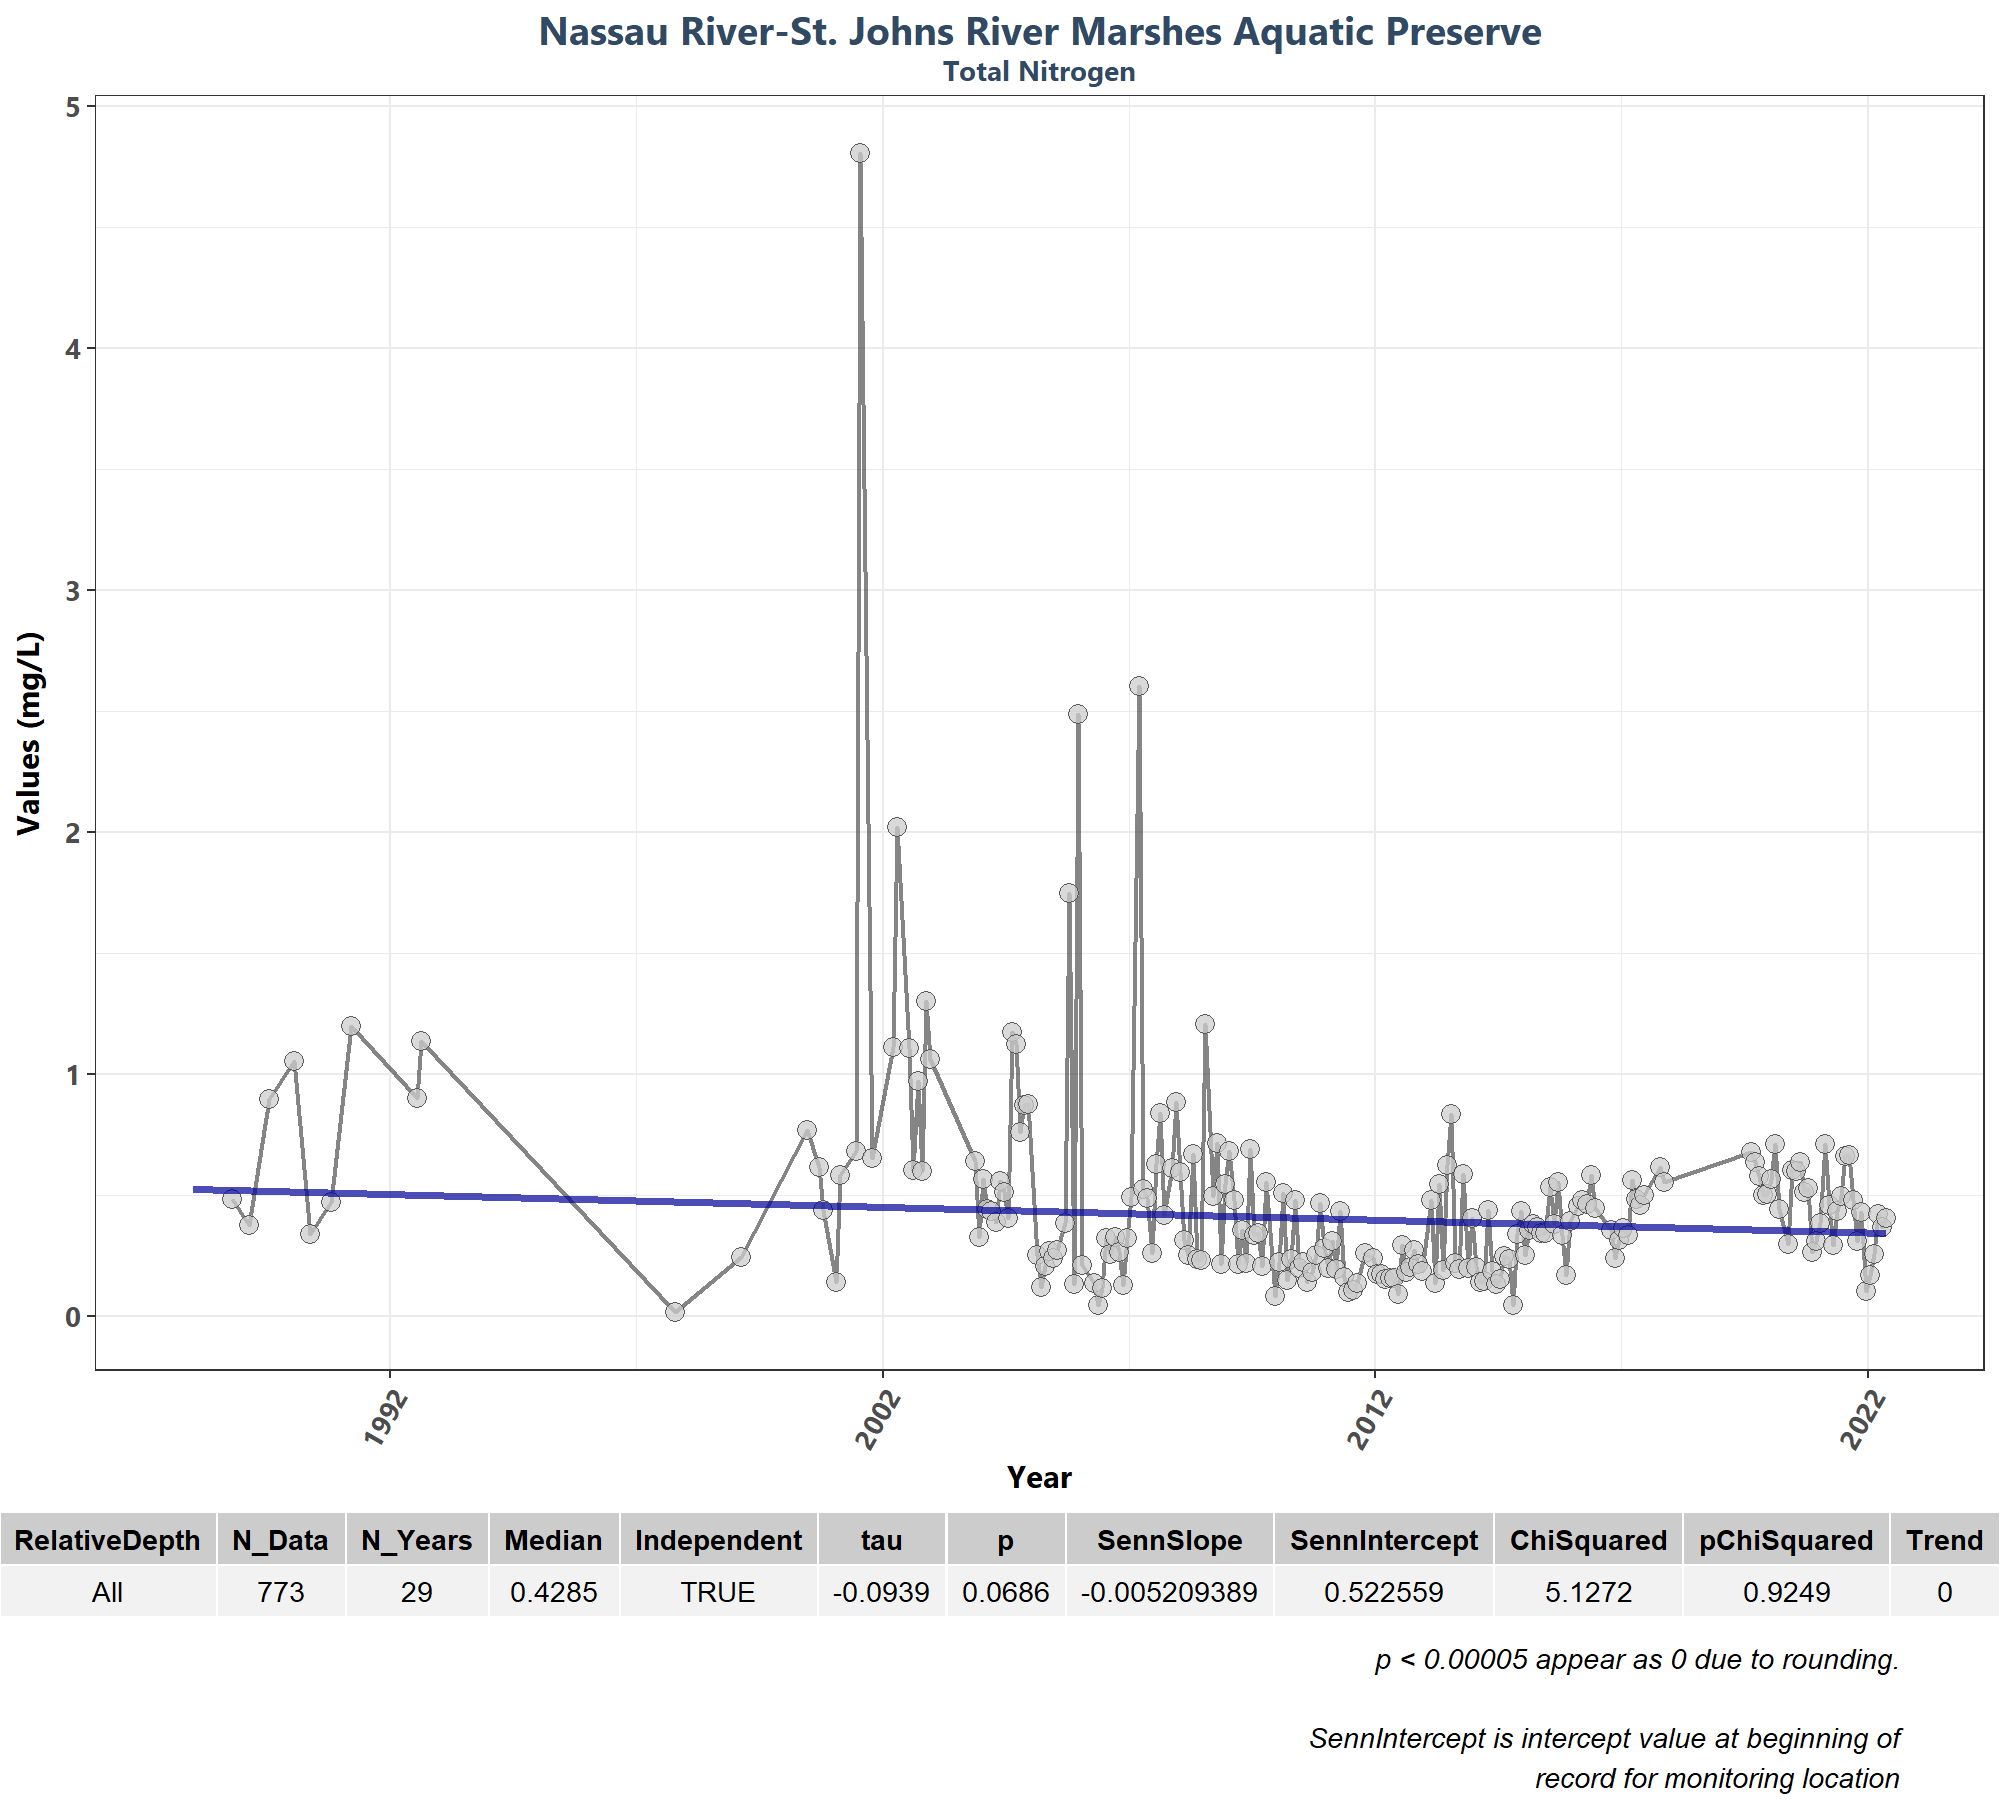 Nassau River-St. Johns River Marshes Aquatic Preserve
Total Nitrogen
5
4
3
2
1
0
Values (mg/L)
1992
2002
2012
2022
Year
RelativeDepth N_Data N_Years Median Independent tau p SennSlope SennIntercept ChiSquared pChiSquared Trend
All 773 29 0.4285 TRUE -0.0939 0.0686 -0.005209389 0.522559 5.1272 0.9249 0
p < 0.00005 appear as 0 due to rounding.
SennIntercept is intercept value at beginning of
record for monitoring location